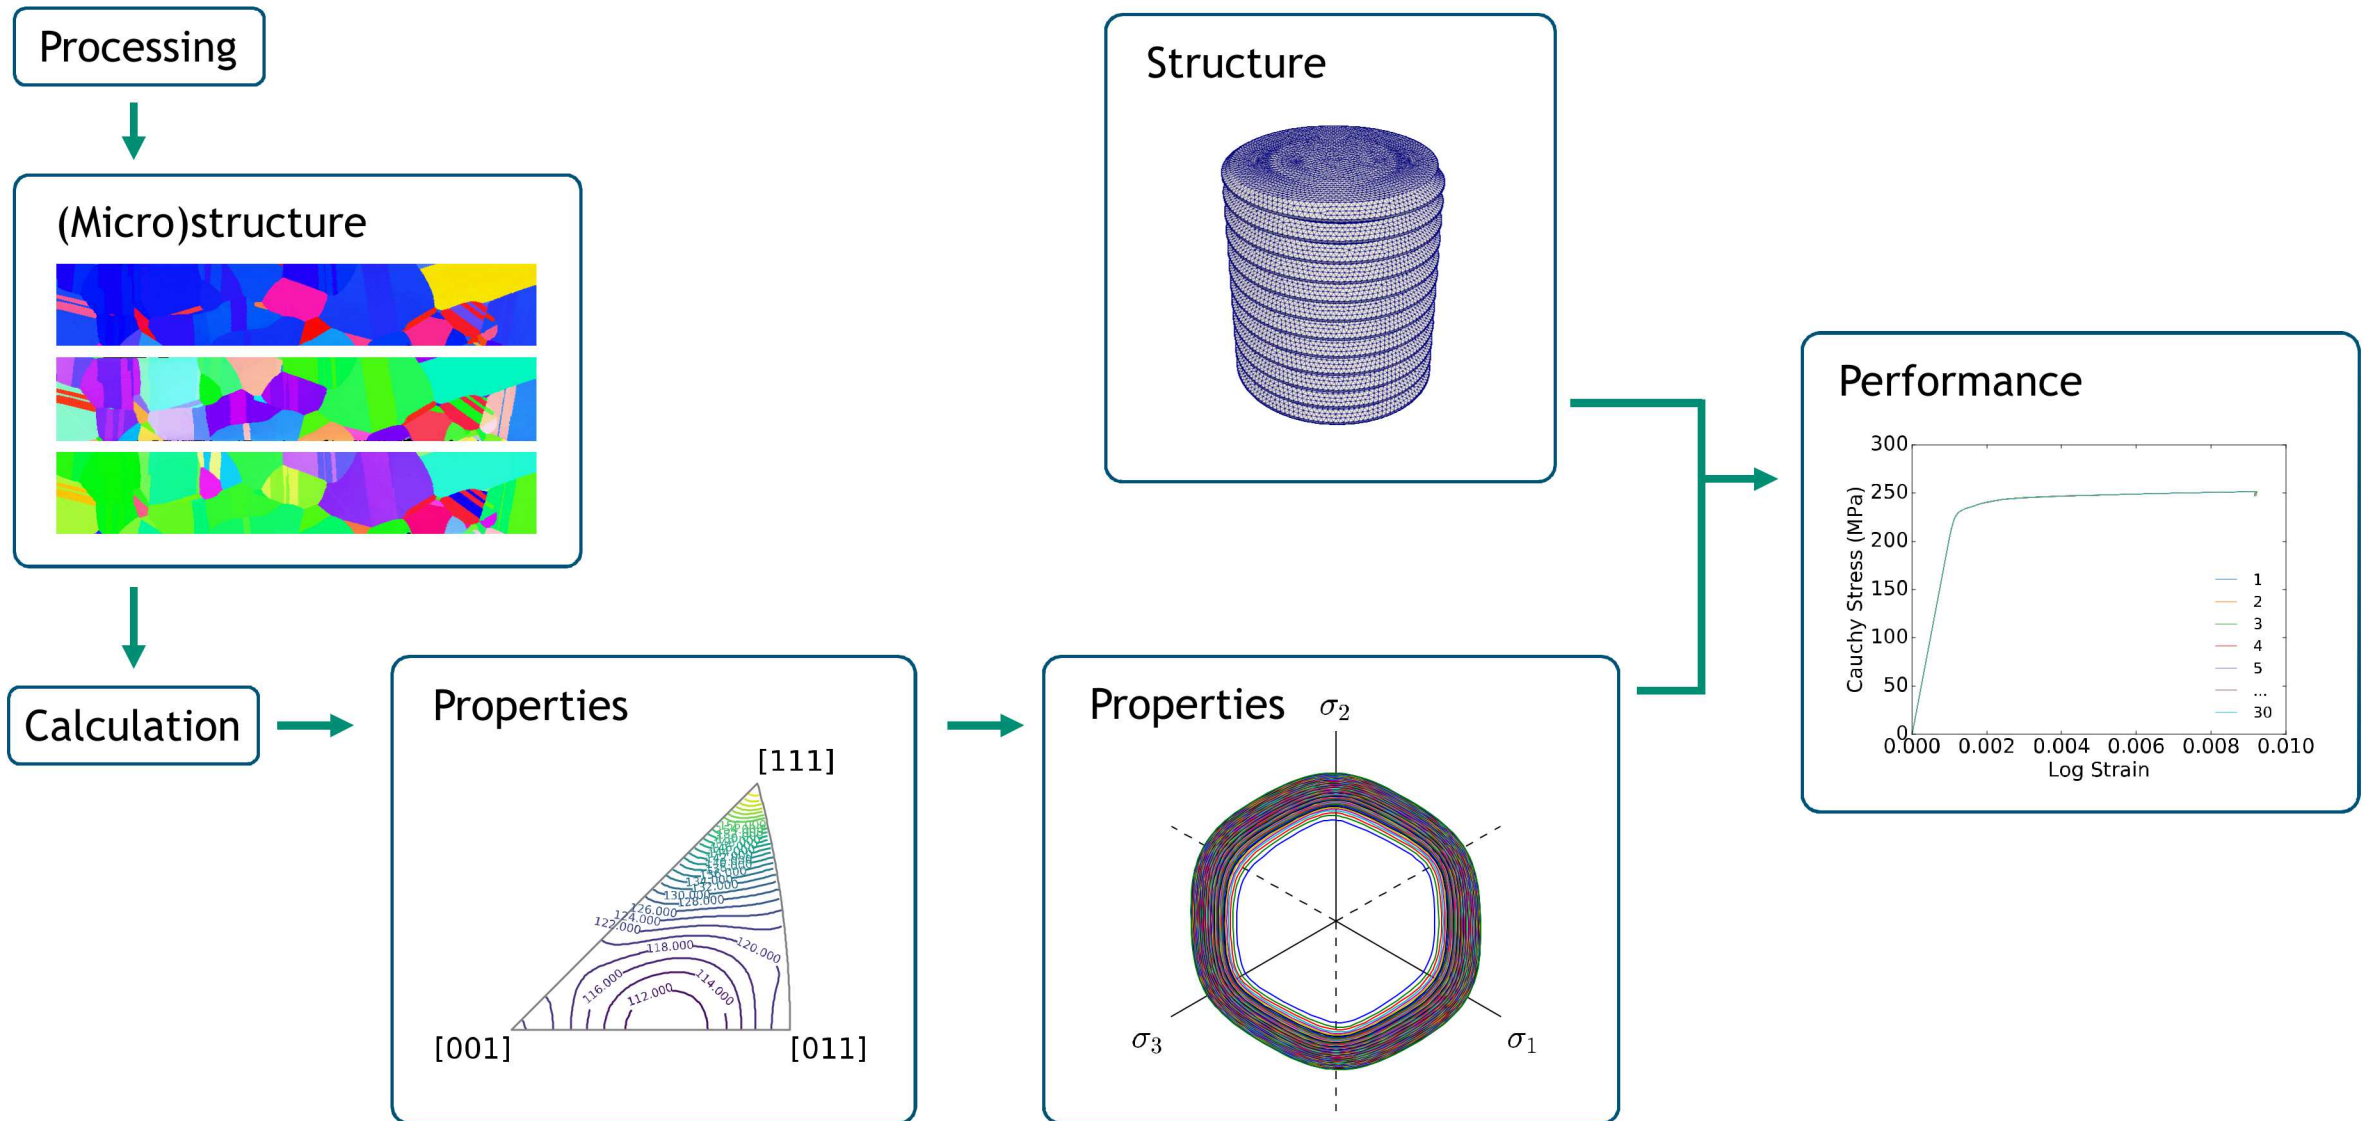 Processing
(Micro)structure
Calculation
Properties
[111]
134.000
132.000
130.000
128.000
126.000
124.000
122.000
118.000
120.000
116.000
114.000
112.000
[001]
[011]
Structure
Properties
σ2
σ3
σ1
Performance
Cauchy Stress (MPa)
300
250
200
150
100
50
0
1
2
3
4
5
...
30
0.000 0.002 0.004 0.006 0.008 0.010
Log Strain